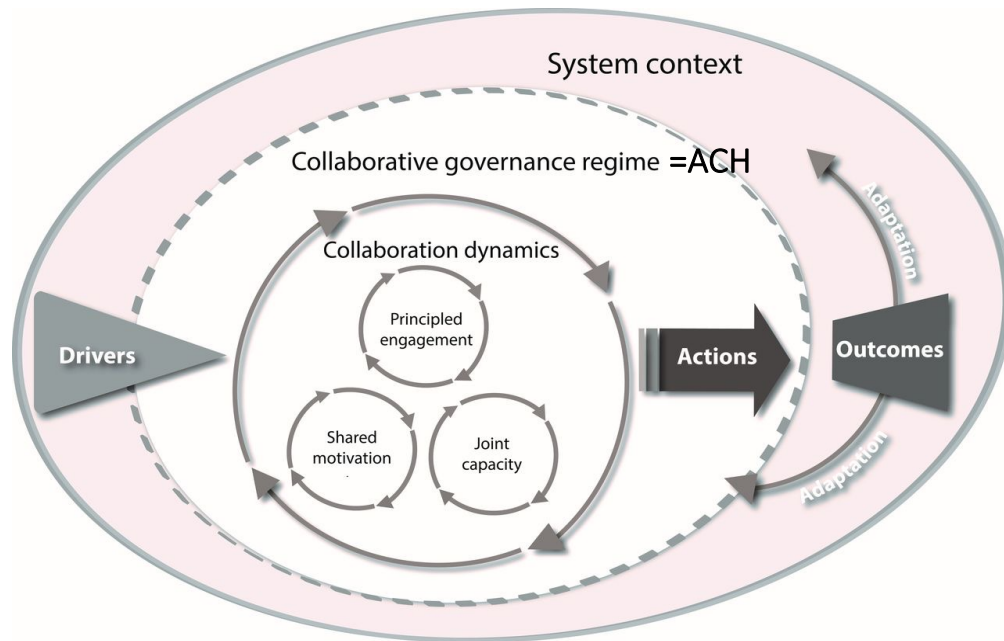 System context
Collaborative governance regime =ACH
Collaboration dynamics
Principled
engagement
Shared
motivation
.
Joint
capacity
Drivers
Actions
Outcomes
Adaptation
Adaptation